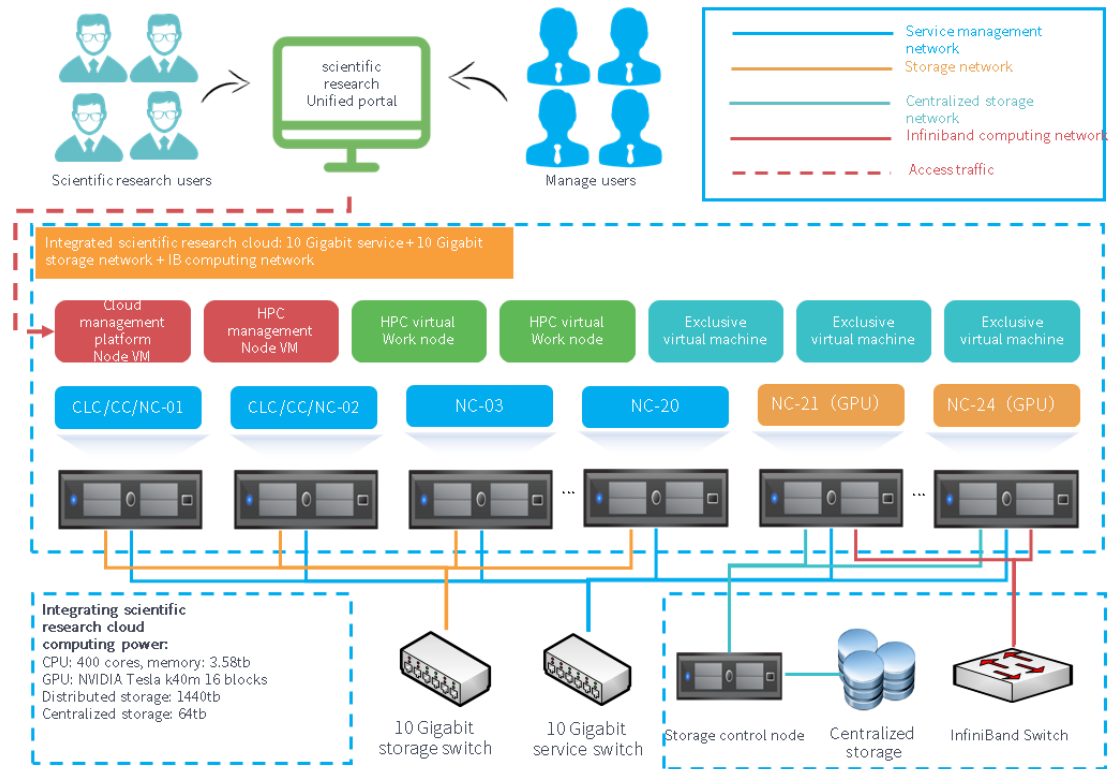 scientific
research
Unified portal
Scientific research users
Manage users
Service management
network
Storage network
Centralized storage
network
Infiniband computing network
Access traffic
Integrated scientific research cloud: 10 Gigabit service + 10 Gigabit
storage network + IB computing network
Cloud
management
platform
Node VM
HPC
management
Node VM
HPC virtual
Work node
HPC virtual
Work node
Exclusive
virtual machine
Exclusive
virtual machine
Exclusive
virtual machine
CLC/CC/NC-01
CLC/CC/NC-02
NC-03
NC-20
NC-21（GPU）
NC-24（GPU）
...
...
Integrating scientific
research cloud
computing power:
CPU: 400 cores, memory: 3.58tb
GPU: NVIDIA Tesla k40m 16 blocks
Distributed storage: 1440tb
Centralized storage: 64tb
10 Gigabit
storage switch
10 Gigabit
service switch
Storage control node
Centralized
storage
InfiniBand Switch